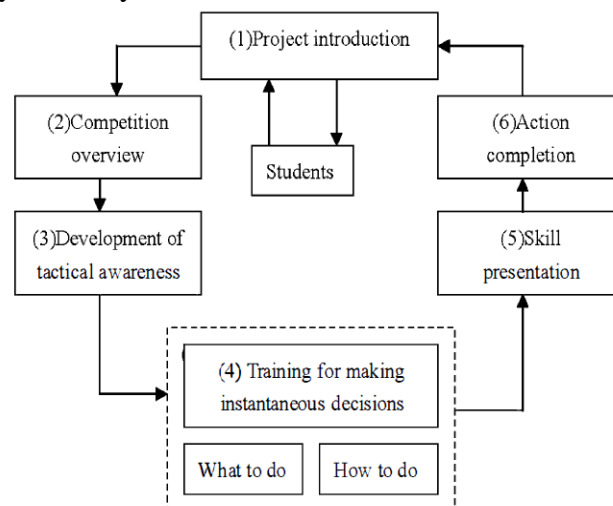 (1)Project introduction
(2)Competition
overview
Students
(6)Action
completion
(3)Development of
tactical awareness
(5)Skill
presentation
(4) Training for making
instantaneous decisions
What to do
How to do